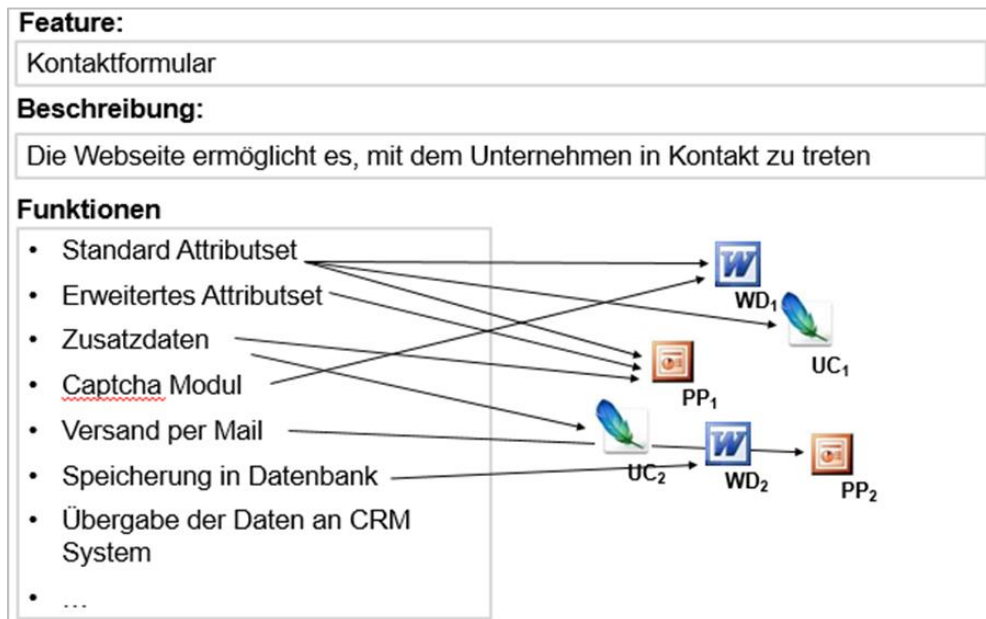 Feature:
Kontaktformular
Beschreibung:
Die Webseite ermöglicht es, mit dem Unternehmen in Kontakt zu treten
Funktionen
• Standard Attributset
• Erweitertes Attributset
• Zusatzdaten
• Captcha Modul
• Versand per Mail
• Speicherung in Datenbank
• Übergabe der Daten an CRM
System
• ...
W
WD₁
UC₁
PP₁
UC₂
W
WD₂
PP₂